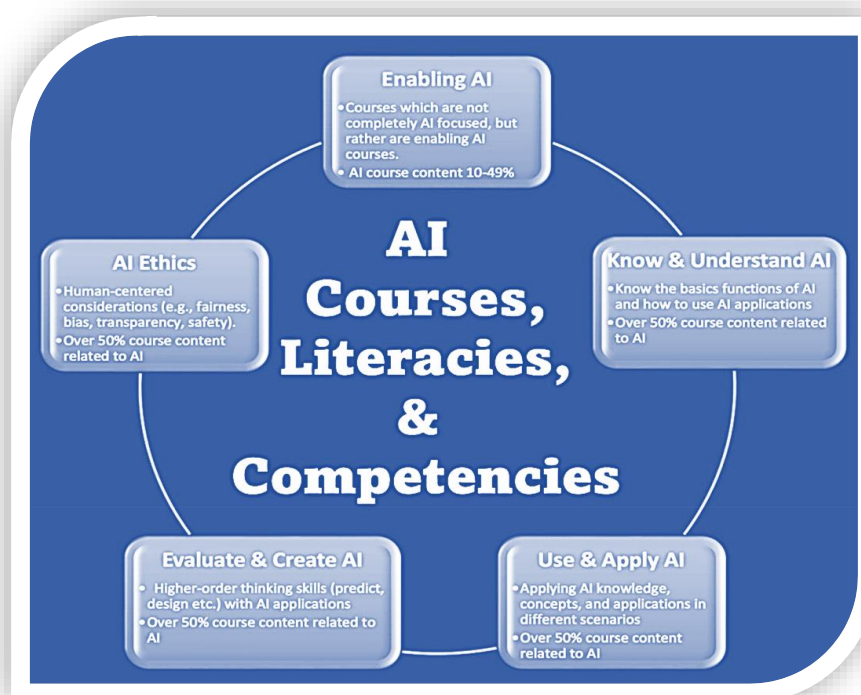 Enabling AI
•Courses which are not
completely AI focused, but
rather are enabling AI
courses.
• AI course content 10-49%
AI Ethics
•Human-centered
considerations (e.g., fairness,
bias, transparency, safety).
•Over 50% course content
related to AI
AI
Courses,
Literacies,
&
Competencies
Know & Understand AI
•Know the basics functions of AI
and how to use AI applications
•Over 50% course content related
to AI
Evaluate & Create AI
• Higher-order thinking skills (predict,
design etc.) with AI applications
•Over 50% course content related to
AI
Use & Apply AI
•Applying AI knowledge,
concepts, and applications in
different scenarios
•Over 50% course content
related to AI